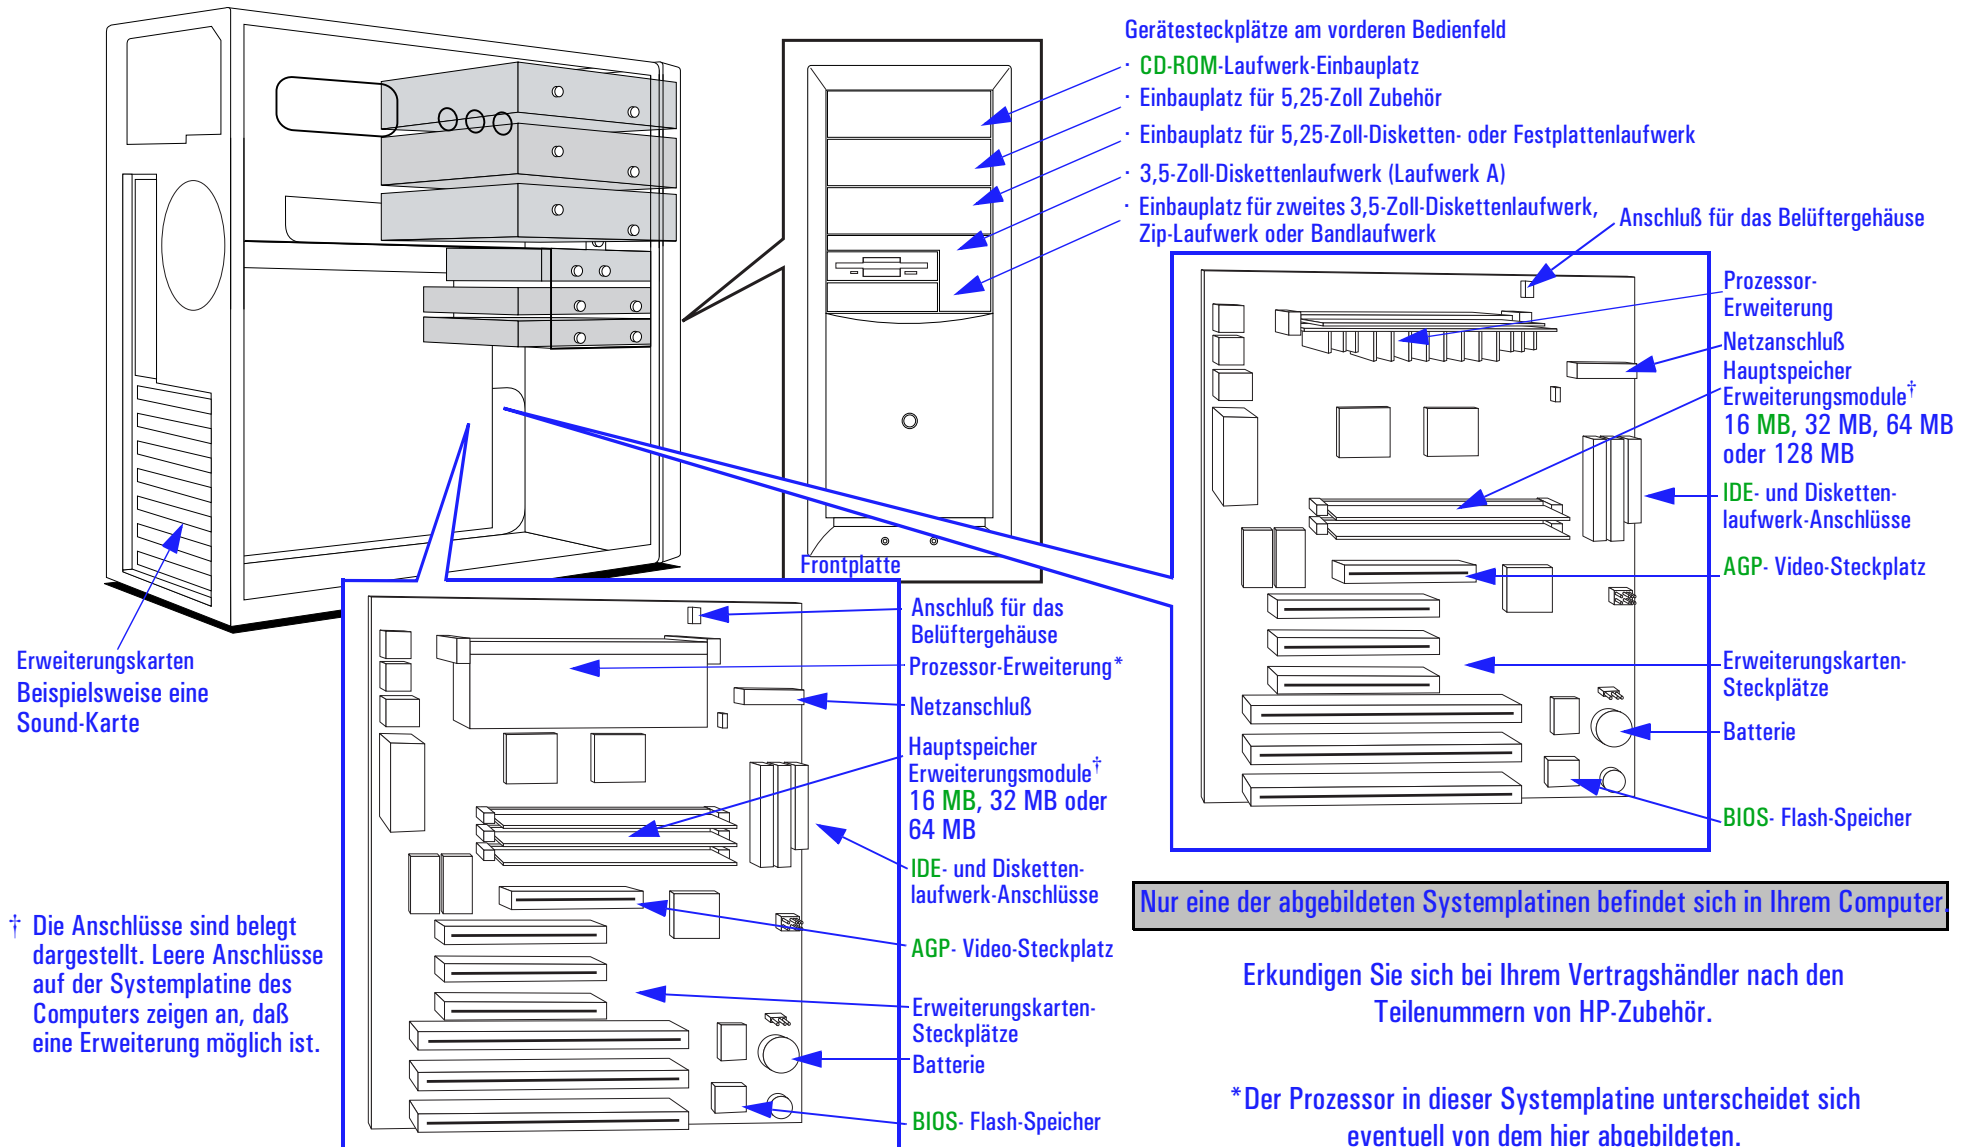 Gerätesteckplätze am vorderen Bedienfeld
· CD-ROM-Laufwerk-Einbauplatz
· Einbauplatz für 5,25-Zoll Zubehör
· Einbauplatz für 5,25-Zoll-Disketten- oder Festplattenlaufwerk
· 3,5-Zoll-Diskettenlaufwerk (Laufwerk A)
· Einbauplatz für zweites 3,5-Zoll-Diskettenlaufwerk,
Zip-Laufwerk oder Bandlaufwerk
Anschluß für das Belüftergehäuse
Prozessor-
Erweiterung
Netzanschluß
Hauptspeicher
Erweiterungsmodule†
16 MB, 32 MB, 64 MB
oder 128 MB
IDE- und Disketten-
laufwerk-Anschlüsse
AGP- Video-Steckplatz
Erweiterungskarten-
Steckplätze
Batterie
BIOS- Flash-Speicher
Frontplatte
Erweiterungskarten
Beispielsweise eine
Sound-Karte
Anschluß für das
Belüftergehäuse
Prozessor-Erweiterung*
Netzanschluß
Hauptspeicher
Erweiterungsmodule†
16 MB, 32 MB oder
64 MB
IDE- und Disketten-
laufwerk-Anschlüsse
AGP- Video-Steckplatz
Erweiterungskarten-
Steckplätze
Batterie
BIOS- Flash-Speicher
† Die Anschlüsse sind belegt
dargestellt. Leere Anschlüsse
auf der Systemplatine des
Computers zeigen an, daß
eine Erweiterung möglich ist.
Nur eine der abgebildeten Systemplatinen befindet sich in Ihrem Computer.
Erkundigen Sie sich bei Ihrem Vertragshändler nach den
Teilenummern von HP-Zubehör.
*Der Prozessor in dieser Systemplatine unterscheidet sich
eventuell von dem hier abgebildeten.